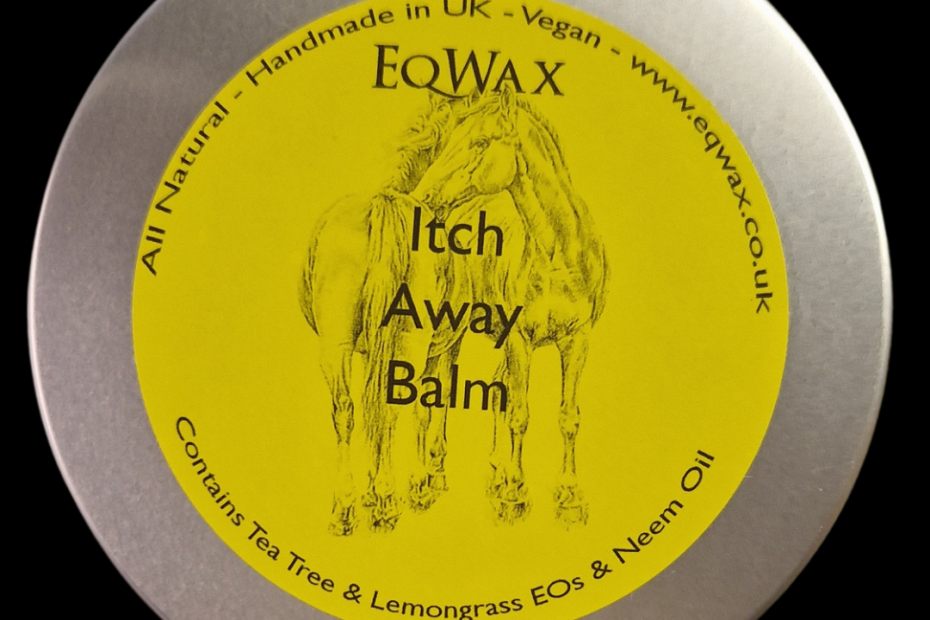 All Natural - Handmade in UK - Vegan - www.eqwax.co.uk
EQWAX
Itch
Away
Balm
Contains Tea Tree & Lemongrass EOs & Neem Oil